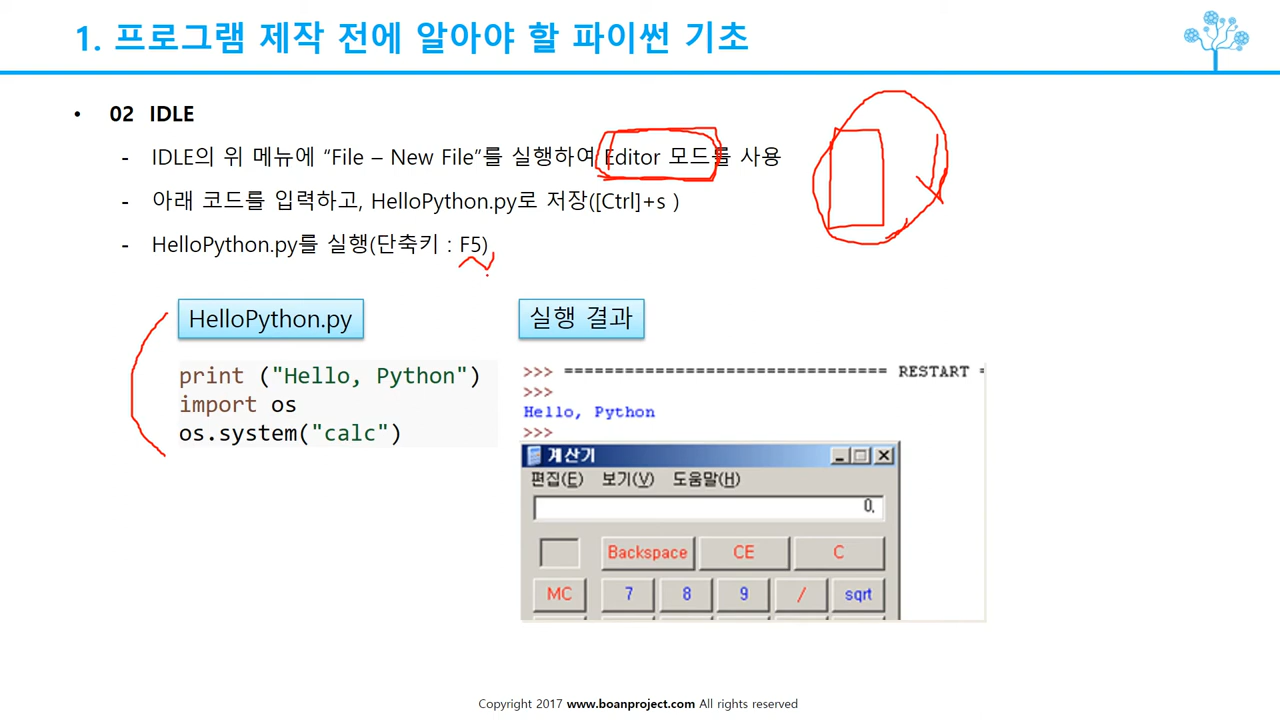 1. 프로그램 제작 전에 알아야 할 파이썬 기초
• 02 IDLE
- IDLE의 위 메뉴에 “File – New File”를 실행하여 Editor 모드를 사용
- 아래 코드를 입력하고, HelloPython.py로 저장([Ctrl]+s )
- HelloPython.py를 실행(단축키 : F5)
HelloPython.py
print ("Hello, Python")
import os
os.system("calc")
실행 결과
>>> ================================ RESTART =
>>>
Hello, Python
>>>
계산기
편집(E) 보기(V) 도움말(H)
0.
Backspace CE C
MC 7 8 9 / sqrt
Copyright 2017 www.boanproject.com All rights reserved